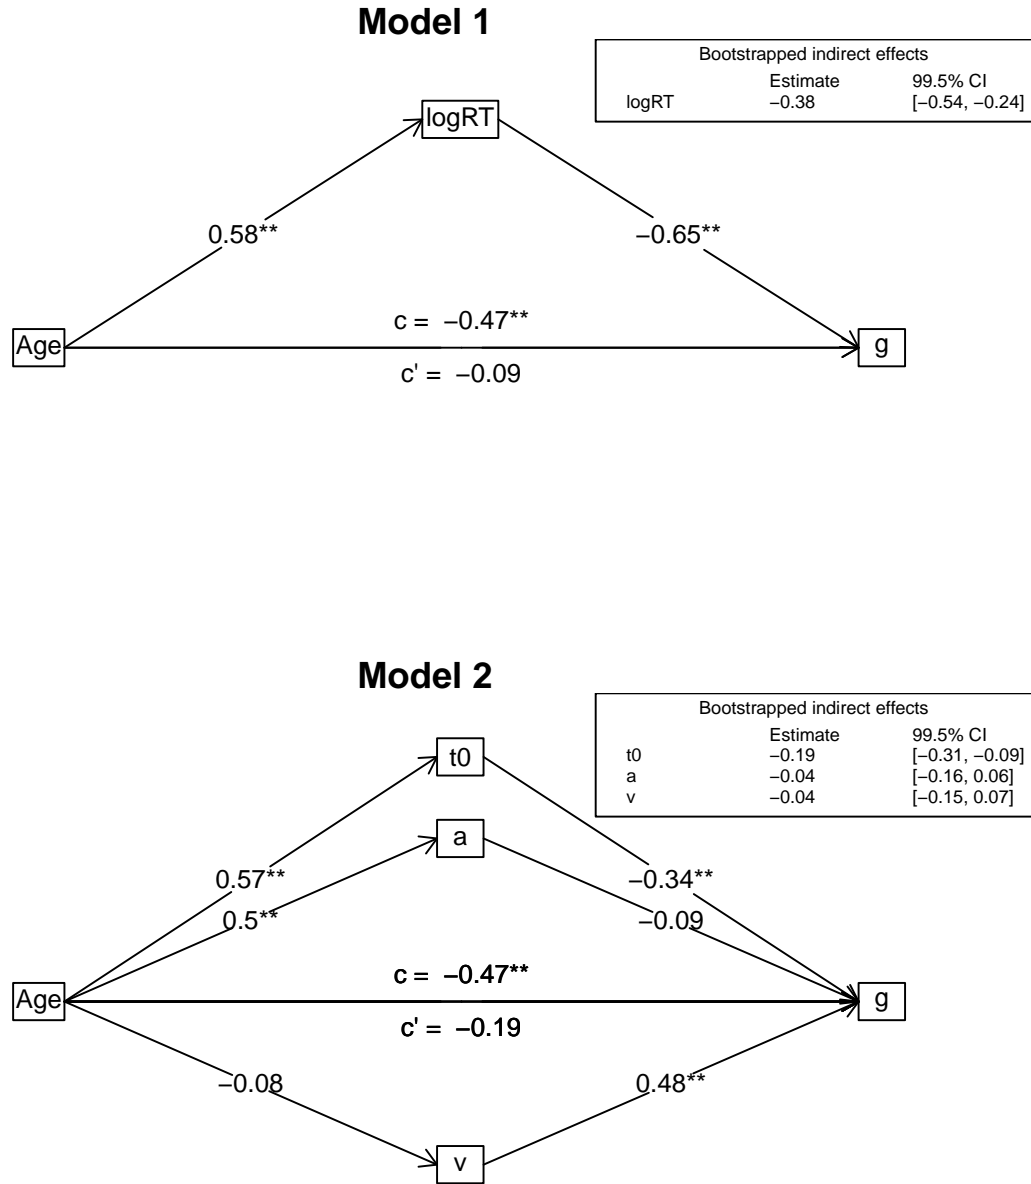 Model 1
Bootstrapped indirect effects
Estimate 99.5% CI
logRT −0.38 [−0.54, −0.24]
logRT
0.58** −0.65**
c = −0.47**
Age g
c' = −0.09
Model 2
Bootstrapped indirect effects
Estimate 99.5% CI
t0 −0.19 [−0.31, −0.09]
a −0.04 [−0.16, 0.06]
v −0.04 [−0.15, 0.07]
t0
a
0.57** −0.34**
0.5** −0.09
c = −0.47**
Age g
c' = −0.19
−0.08 0.48**
v